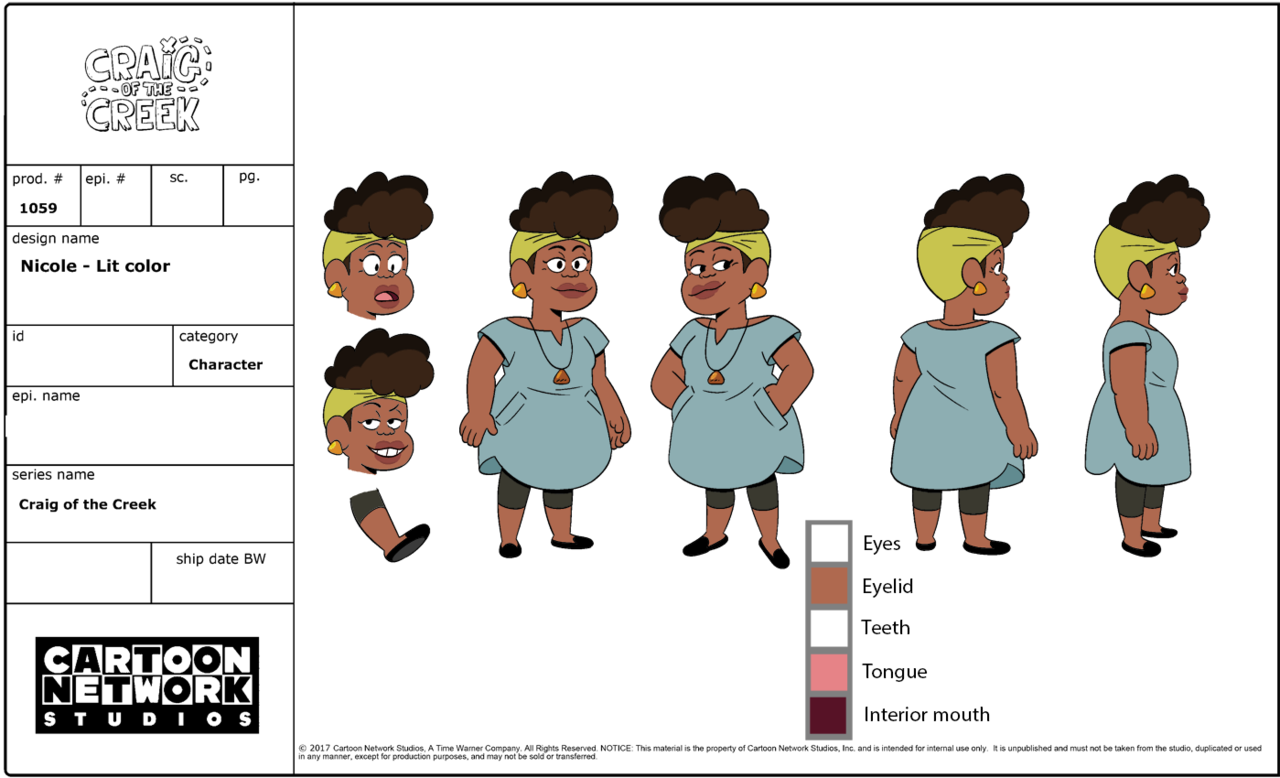 CRAIG
OF THE
CREEK
prod. # epi. # sc. pg.
1059
design name
Nicole - Lit color
id category
Character
epi. name
series name
Craig of the Creek
ship date BW
CARTOON
NETWORK
STUDIOS
Eyes
Eyelid
Teeth
Tongue
Interior mouth
© 2017 Cartoon Network Studios, A Time Warner Company. All Rights Reserved. NOTICE: This material is the property of Cartoon Network Studios, Inc. and is intended for internal use only. It is unpublished and must not be taken from the studio, duplicated or used
in any manner, except for production purposes, and may not be sold or transferred.